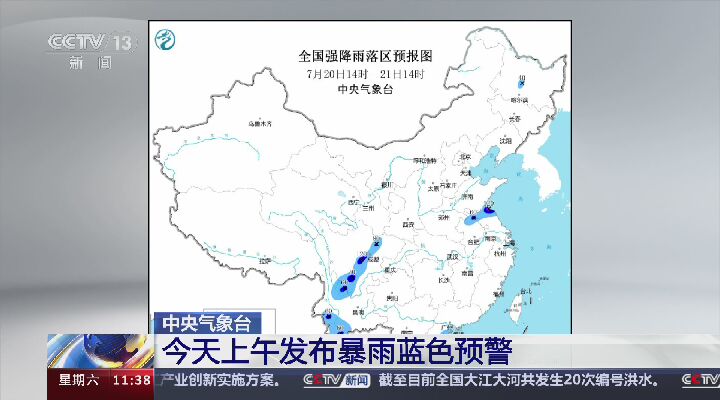 CCTV 13
新闻
全国强降雨落区预报图
7月20日14时 21日14时
中央气象台
哈尔滨
长春
乌鲁木齐
沈阳
呼和浩特
北京
天津
银川
太原
石家庄
西宁
济南
兰州
西安
郑州
合肥
南京
上海
拉萨
成都
武汉
杭州
重庆
南昌
长沙
贵阳
福州
台北
昆明
广州
中央气象台
今天上午发布暴雨蓝色预警
星期六 11:38 产业创新实施方案。 CCTV 新闻 截至目前全国大江大河共发生20次编号洪水。 CCTV